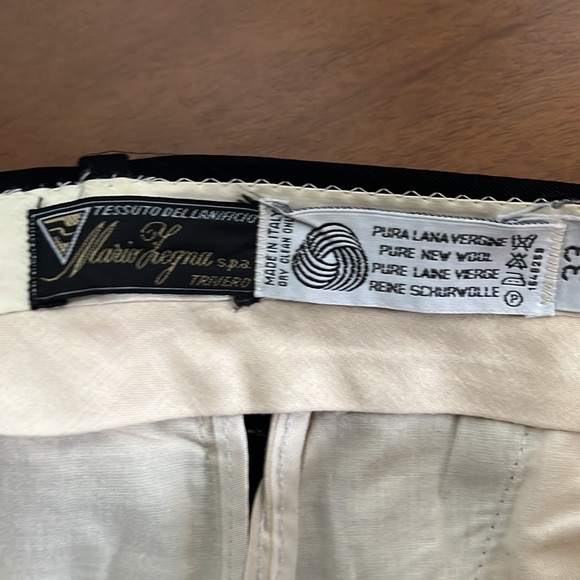 TESSUTO DEL LANIFICIO
Mario Zegna s.p.a.
TRIVERO
MADE IN ITALY
DRY CLEAN ONLY
PURA LANA VERGINE
PURE NEW WOOL
PURE LAINE VIERGE
REINE SCHURWOLLE
P